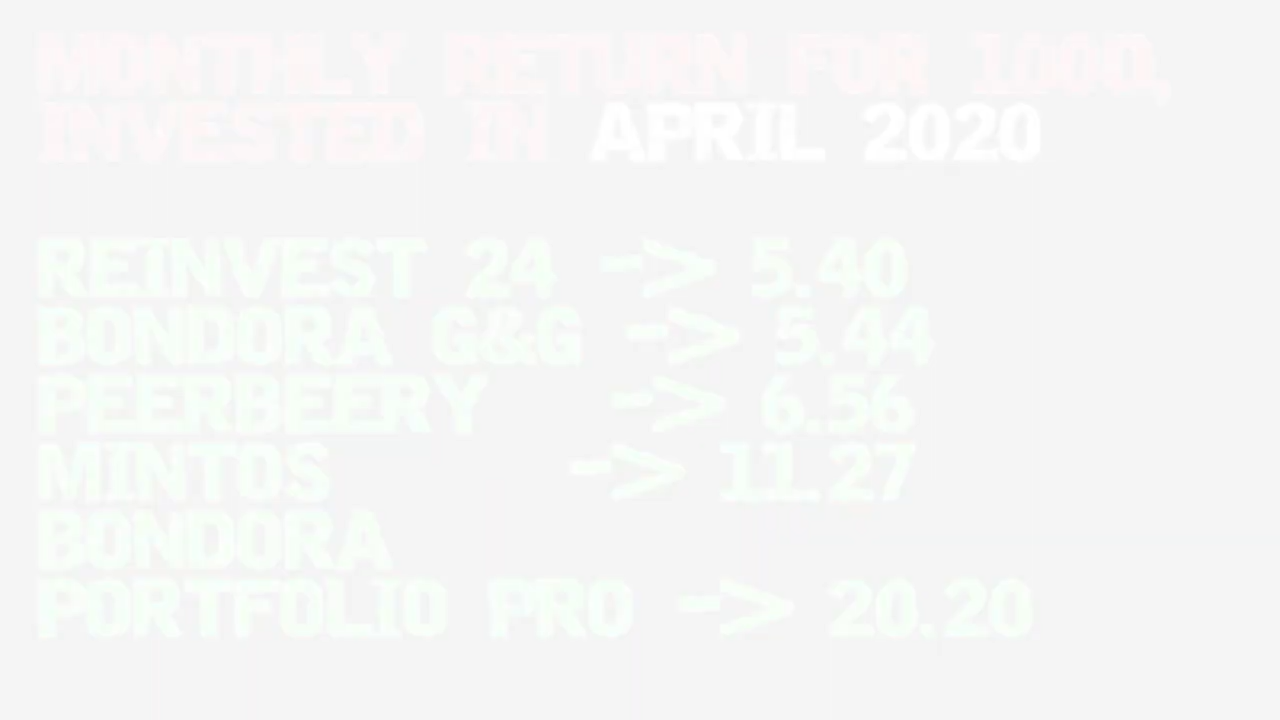 MONTHLY RETURN FOR 1000,
INVESTED IN APRIL 2020
REINVEST 24 -> 5.40
BONDORA G&G -> 5.44
PEERBEERY -> 6.56
MINTOS -> 11.27
BONDORA
PORTFOLIO PRO -> 20.20